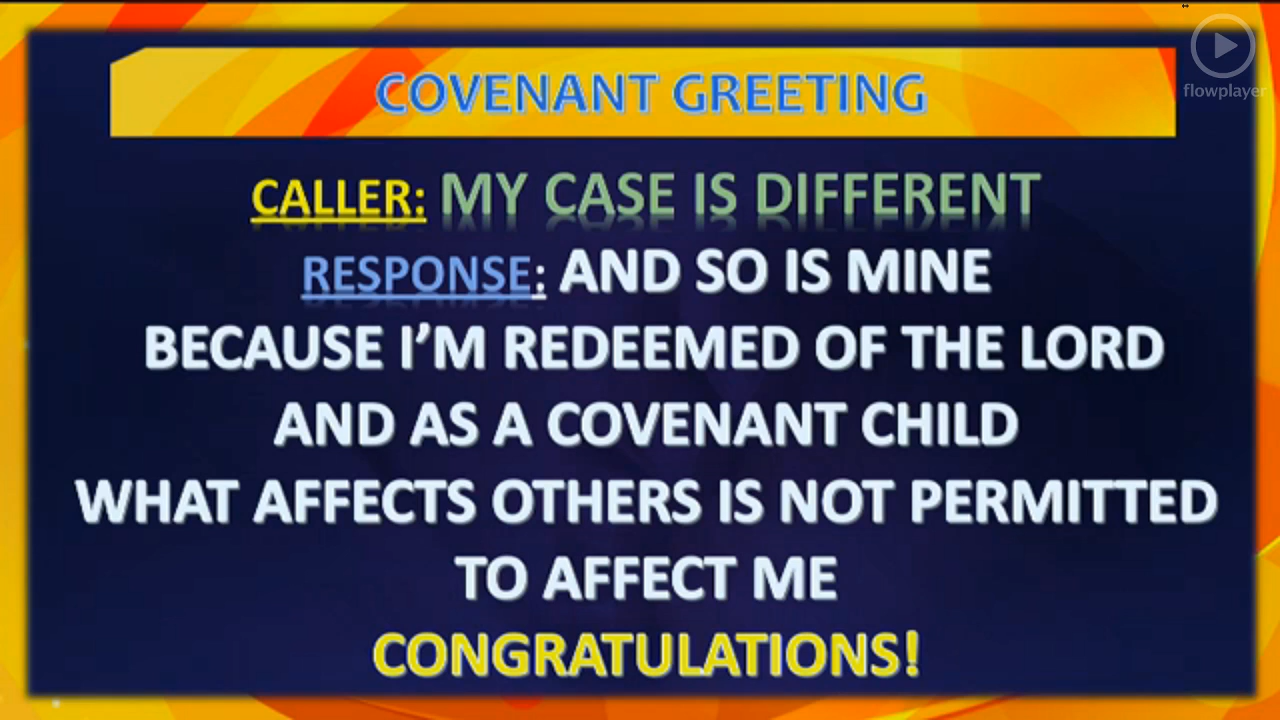 flowplayer
COVENANT GREETING
CALLER: MY CASE IS DIFFERENT
RESPONSE: AND SO IS MINE
BECAUSE I'M REDEEMED OF THE LORD
AND AS A COVENANT CHILD
WHAT AFFECTS OTHERS IS NOT PERMITTED
TO AFFECT ME
CONGRATULATIONS!